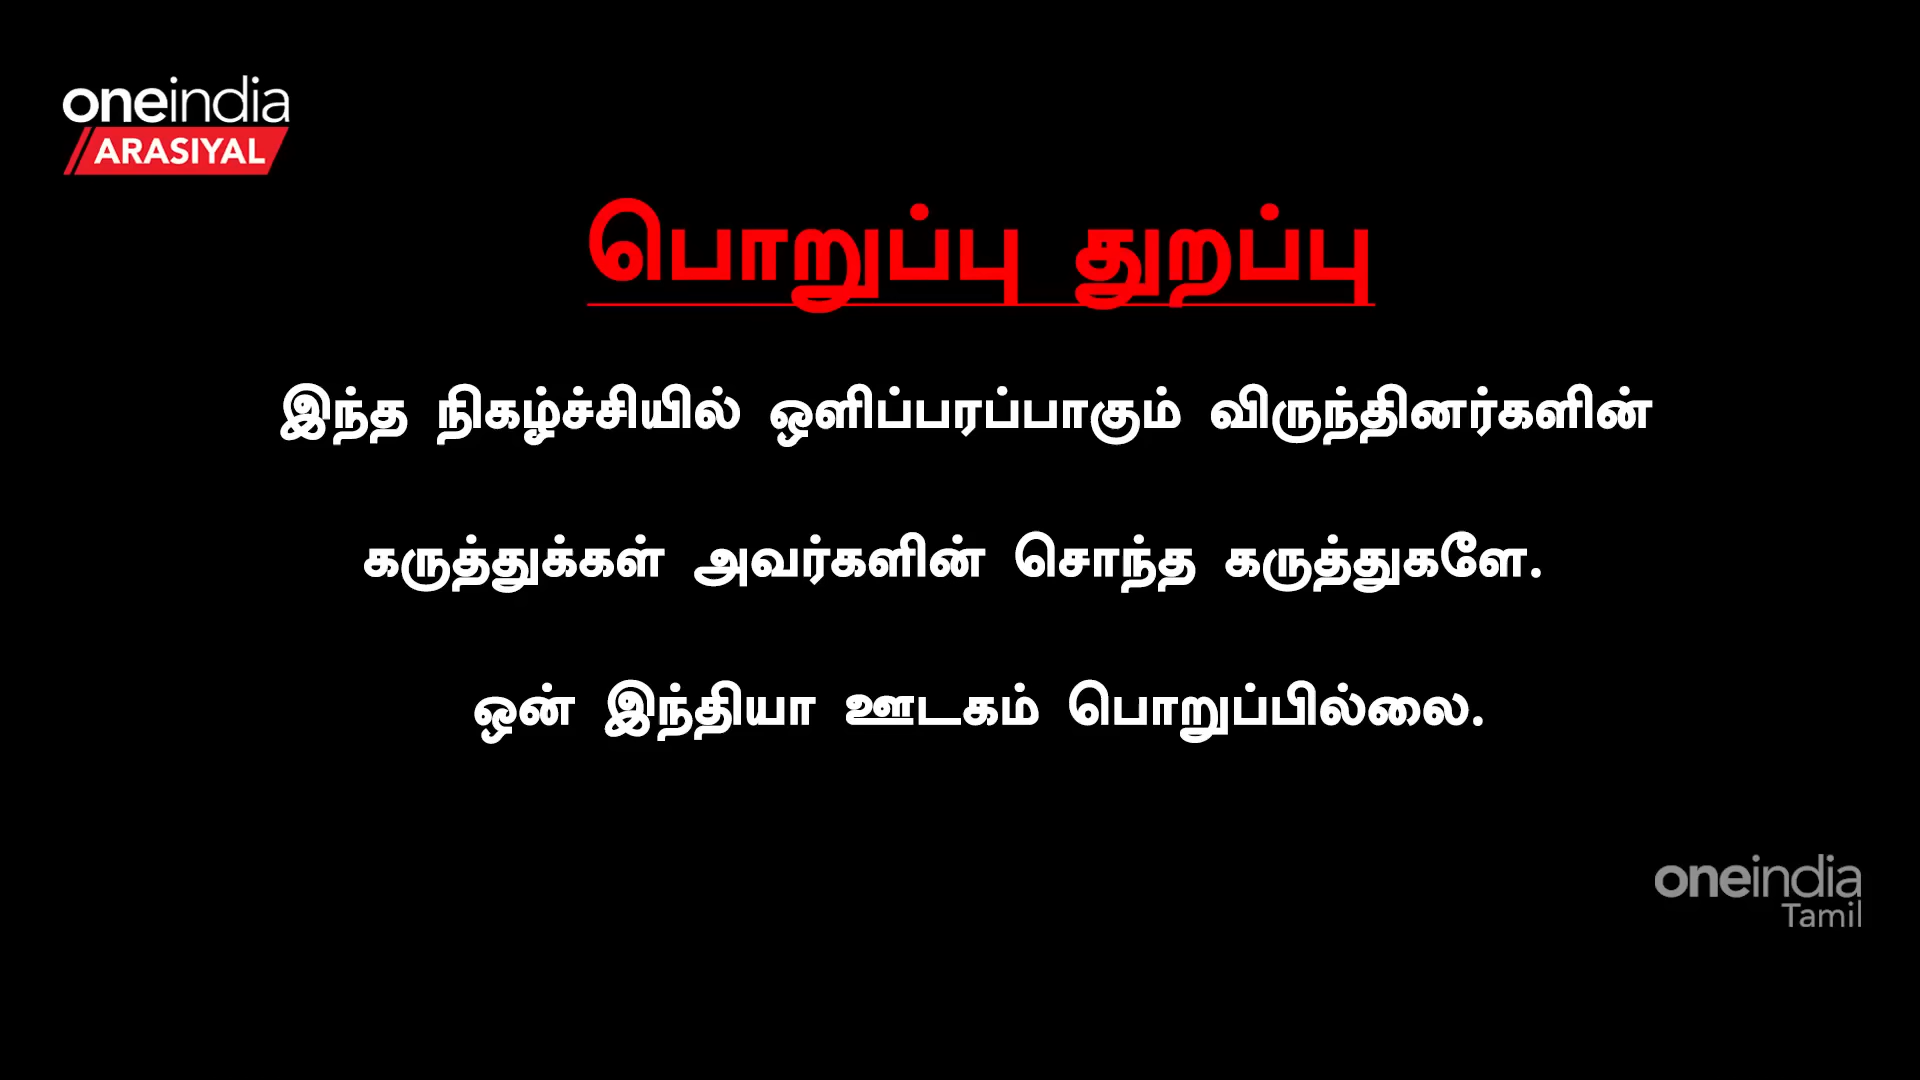 oneindia
ARASIYAL
பொறுப்பு துறப்பு
இந்த நிகழ்ச்சியில் ஒளிப்பரப்பாகும் விருந்தினர்களின்
கருத்துக்கள் அவர்களின் சொந்த கருத்துகளே.
ஒன் இந்தியா ஊடகம் பொறுப்பில்லை.
oneindia
Tamil